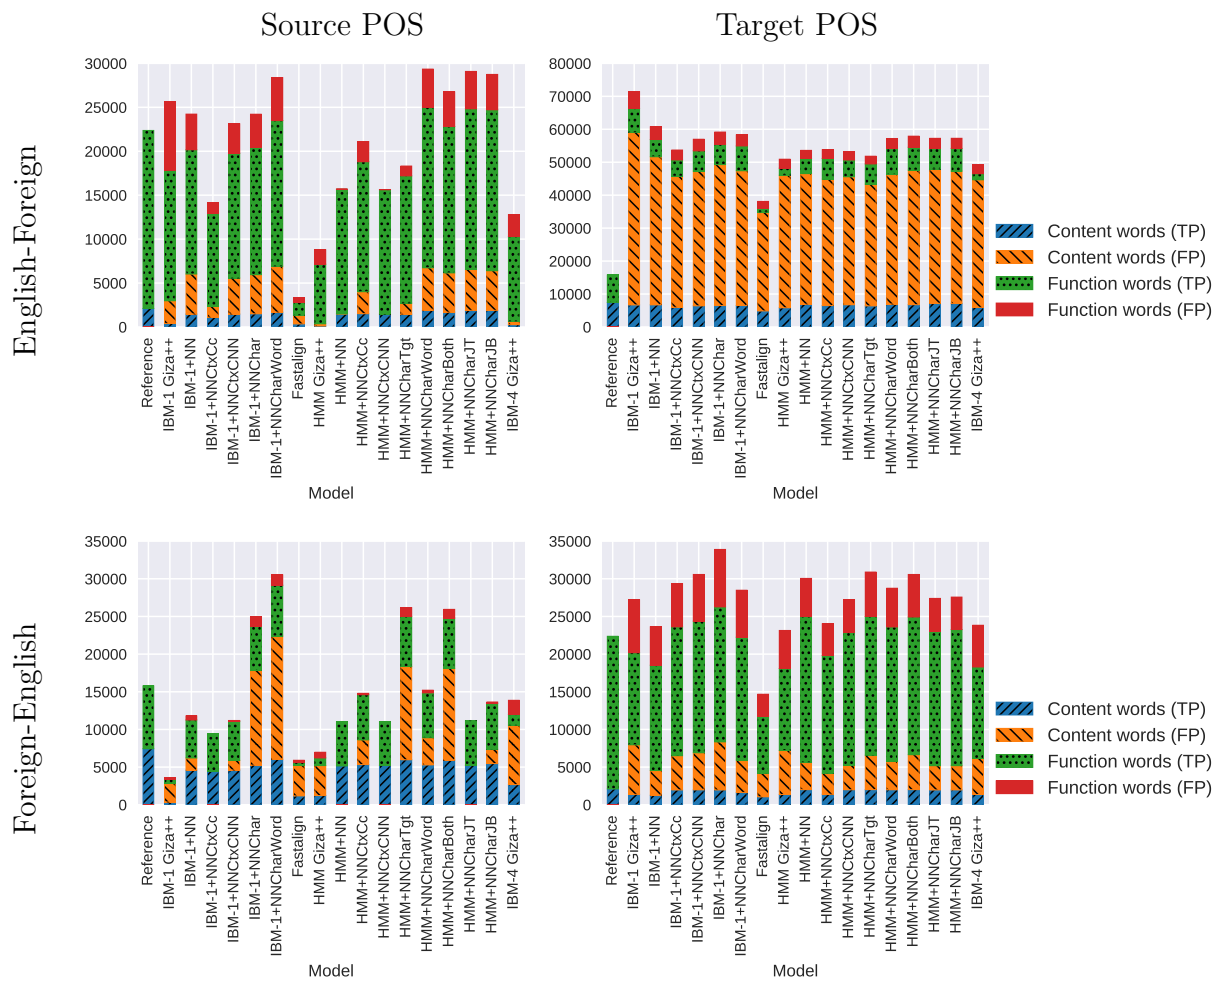 Source POS
Target POS
English-Foreign
30000
25000
20000
15000
10000
5000
0
Reference
IBM-1 Giza++
IBM-1+NN
IBM-1+NNCtxCc
IBM-1+NNCtxCNN
IBM-1+NNChar
IBM-1+NNCharWord
Fastalign
HMM Giza++
HMM+NN
HMM+NNCtxCc
HMM+NNCtxCNN
HMM+NNCharTgt
HMM+NNCharWord
HMM+NNCharBoth
HMM+NNCharJT
HMM+NNCharJB
IBM-4 Giza++
Model
80000
70000
60000
50000
40000
30000
20000
10000
0
Reference
IBM-1 Giza++
IBM-1+NN
IBM-1+NNCtxCc
IBM-1+NNCtxCNN
IBM-1+NNChar
IBM-1+NNCharWord
Fastalign
HMM Giza++
HMM+NN
HMM+NNCtxCc
HMM+NNCtxCNN
HMM+NNCharTgt
HMM+NNCharWord
HMM+NNCharBoth
HMM+NNCharJT
HMM+NNCharJB
IBM-4 Giza++
Model
Content words (TP)
Content words (FP)
Function words (TP)
Function words (FP)
Foreign-English
35000
30000
25000
20000
15000
10000
5000
0
Reference
IBM-1 Giza++
IBM-1+NN
IBM-1+NNCtxCc
IBM-1+NNCtxCNN
IBM-1+NNChar
IBM-1+NNCharWord
Fastalign
HMM Giza++
HMM+NN
HMM+NNCtxCc
HMM+NNCtxCNN
HMM+NNCharTgt
HMM+NNCharWord
HMM+NNCharBoth
HMM+NNCharJT
HMM+NNCharJB
IBM-4 Giza++
Model
35000
30000
25000
20000
15000
10000
5000
0
Reference
IBM-1 Giza++
IBM-1+NN
IBM-1+NNCtxCc
IBM-1+NNCtxCNN
IBM-1+NNChar
IBM-1+NNCharWord
Fastalign
HMM Giza++
HMM+NN
HMM+NNCtxCc
HMM+NNCtxCNN
HMM+NNCharTgt
HMM+NNCharWord
HMM+NNCharBoth
HMM+NNCharJT
HMM+NNCharJB
IBM-4 Giza++
Model
Content words (TP)
Content words (FP)
Function words (TP)
Function words (FP)